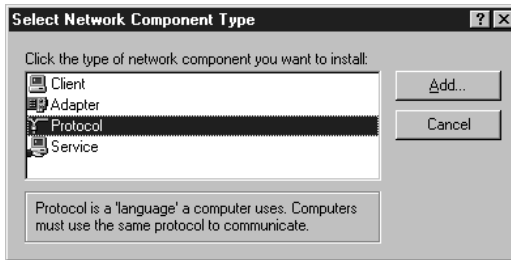 Select Network Component Type
Click the type of network component you want to install:
Client
Adapter
Protocol
Service
Add...
Cancel
Protocol is a 'language' a computer uses. Computers
must use the same protocol to communicate.